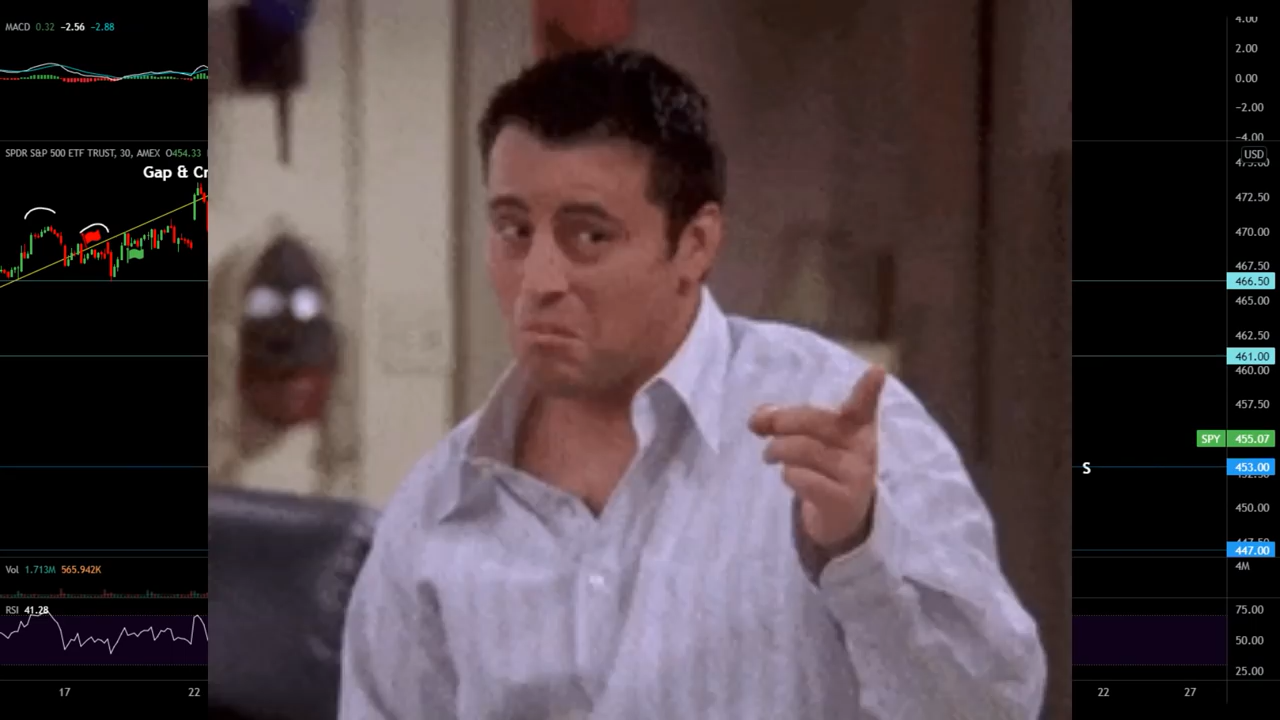 MACD 0.32 −2.56 −2.88
4.00
2.00
0.00
−2.00
−4.00
SPDR S&P 500 ETF TRUST, 30, AMEX O454.33
USD
Gap & Cr
472.50
470.00
467.50
466.50
465.00
462.50
461.00
460.00
457.50
SPY 455.07
S
453.00
450.00
447.00
Vol 1.713M 565.942K
4M
RSI 41.28
75.00
50.00
25.00
17
22
22
27